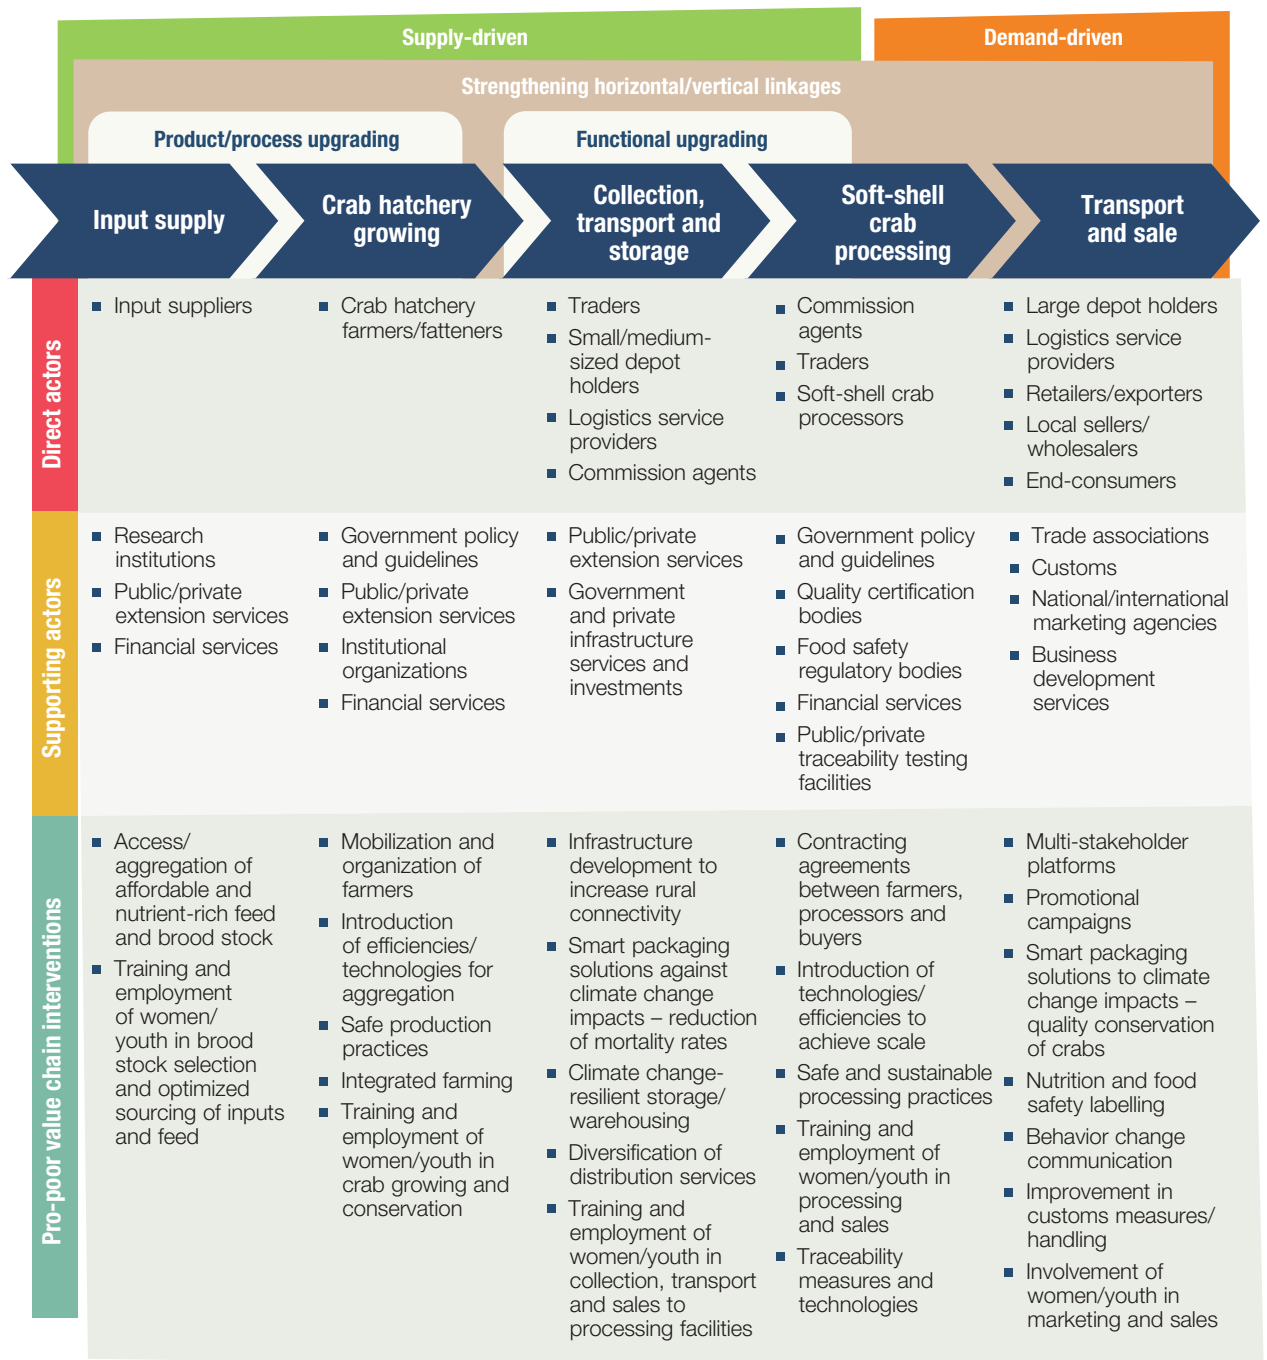 Supply-driven
Demand-driven
Strengthening horizontal/vertical linkages
Product/process upgrading
Functional upgrading
Input supply
Crab hatchery
growing
Collection,
transport and
storage
Soft-shell
crab
processing
Transport
and sale
Direct actors
Input suppliers
Crab hatchery
farmers/fatteners
Traders
Small/medium-
sized depot
holders
Logistics service
providers
Commission agents
Commission
agents
Traders
Soft-shell crab
processors
Large depot holders
Logistics service
providers
Retailers/exporters
Local sellers/
wholesalers
End-consumers
Supporting actors
Research
institutions
Public/private
extension services
Financial services
Government policy
and guidelines
Public/private
extension services
Institutional
organizations
Financial services
Public/private
extension services
Government
and private
infrastructure
services and
investments
Government policy
and guidelines
Quality certification
bodies
Food safety
regulatory bodies
Financial services
Public/private
traceability testing
facilities
Trade associations
Customs
National/international
marketing agencies
Business
development
services
Pro-poor value chain interventions
Access/
aggregation of
affordable and
nutrient-rich feed
and brood stock
Training and
employment
of women/
youth in brood
stock selection
and optimized
sourcing of inputs
and feed
Mobilization and
organization of
farmers
Introduction
of efficiencies/
technologies for
aggregation
Safe production
practices
Integrated farming
Training and
employment of
women/youth in
crab growing and
conservation
Infrastructure
development to
increase rural
connectivity
Smart packaging
solutions against
climate change
impacts – reduction
of mortality rates
Climate change-
resilient storage/
warehousing
Diversification of
distribution services
Training and
employment of
women/youth in
collection, transport
and sales to
processing facilities
Contracting
agreements
between farmers,
processors and
buyers
Introduction of
technologies/
efficiencies to
achieve scale
Safe and sustainable
processing practices
Training and
employment of
women/youth in
processing
and sales
Traceability
measures and
technologies
Multi-stakeholder
platforms
Promotional
campaigns
Smart packaging
solutions to climate
change impacts –
quality conservation
of crabs
Nutrition and food
safety labelling
Behavior change
communication
Improvement in
customs measures/
handling
Involvement of
women/youth in
marketing and sales